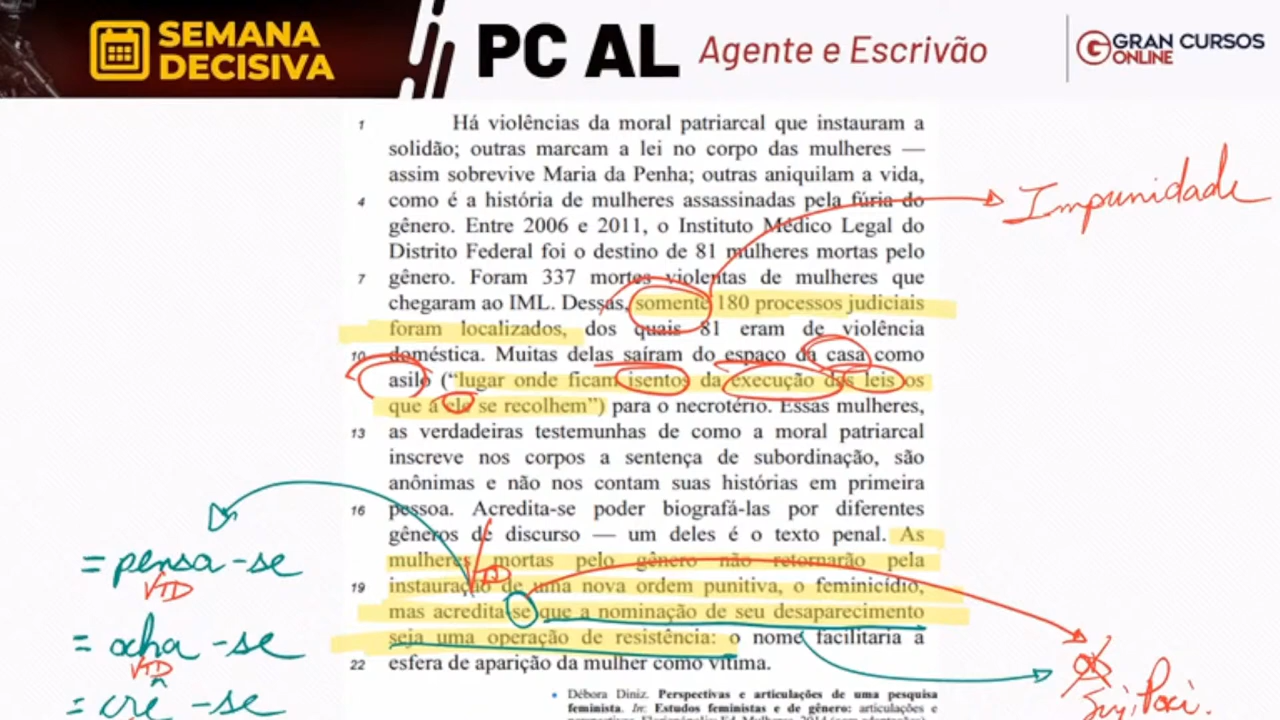 SEMANA
DECISIVA
PC AL Agente e Escrivão
GRAN CURSOS
ONLINE
1 Há violências da moral patriarcal que instauram a
solidão; outras marcam a lei no corpo das mulheres —
assim sobrevive Maria da Penha; outras aniquilam a vida,
4 como é a história de mulheres assassinadas pela fúria do
gênero. Entre 2006 e 2011, o Instituto Médico Legal do
Distrito Federal foi o destino de 81 mulheres mortas pelo
7 gênero. Foram 337 mortes violentas de mulheres que
chegaram ao IML. Dessas, somente 180 processos judiciais
foram localizados, dos quais 81 eram de violência
10 doméstica. Muitas delas saíram do espaço da casa como
asilo (“lugar onde ficam isentos da execução das leis os
que a ele se recolhem”) para o necrotério. Essas mulheres,
13 as verdadeiras testemunhas de como a moral patriarcal
inscreve nos corpos a sentença de subordinação, são
anônimas e não nos contam suas histórias em primeira
16 pessoa. Acredita-se poder biografá-las por diferentes
gêneros de discurso — um deles é o texto penal. As
mulheres mortas pelo gênero não retornarão pela
19 instauração de uma nova ordem punitiva, o feminicídio,
mas acredita-se que a nominação de seu desaparecimento
seja uma operação de resistência: o nome facilitaria a
22 esfera de aparição da mulher como vítima.
Débora Diniz. Perspectivas e articulações de uma pesquisa
feminista. In: Estudos feministas e de gênero: articulações e
Impunidade
= pensa-se
VTD
= acha-se
VTD
= crê-se